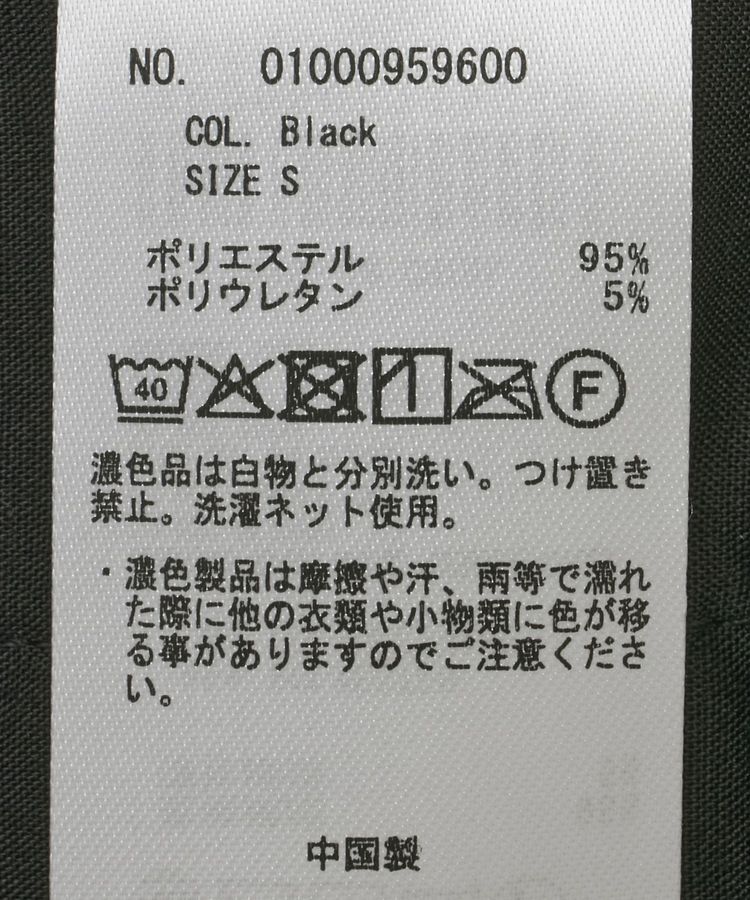 NO. 01000959600
COL. Black
SIZE S
ポリエステル 95%
ポリウレタン 5%
40 F
濃色品は白物と分別洗い。つけ置き
禁止。洗濯ネット使用。
・濃色製品は摩擦や汗、雨等で濡れ
た際に他の衣類や小物類に色が移
る事がありますのでご注意くださ
い。
中国製